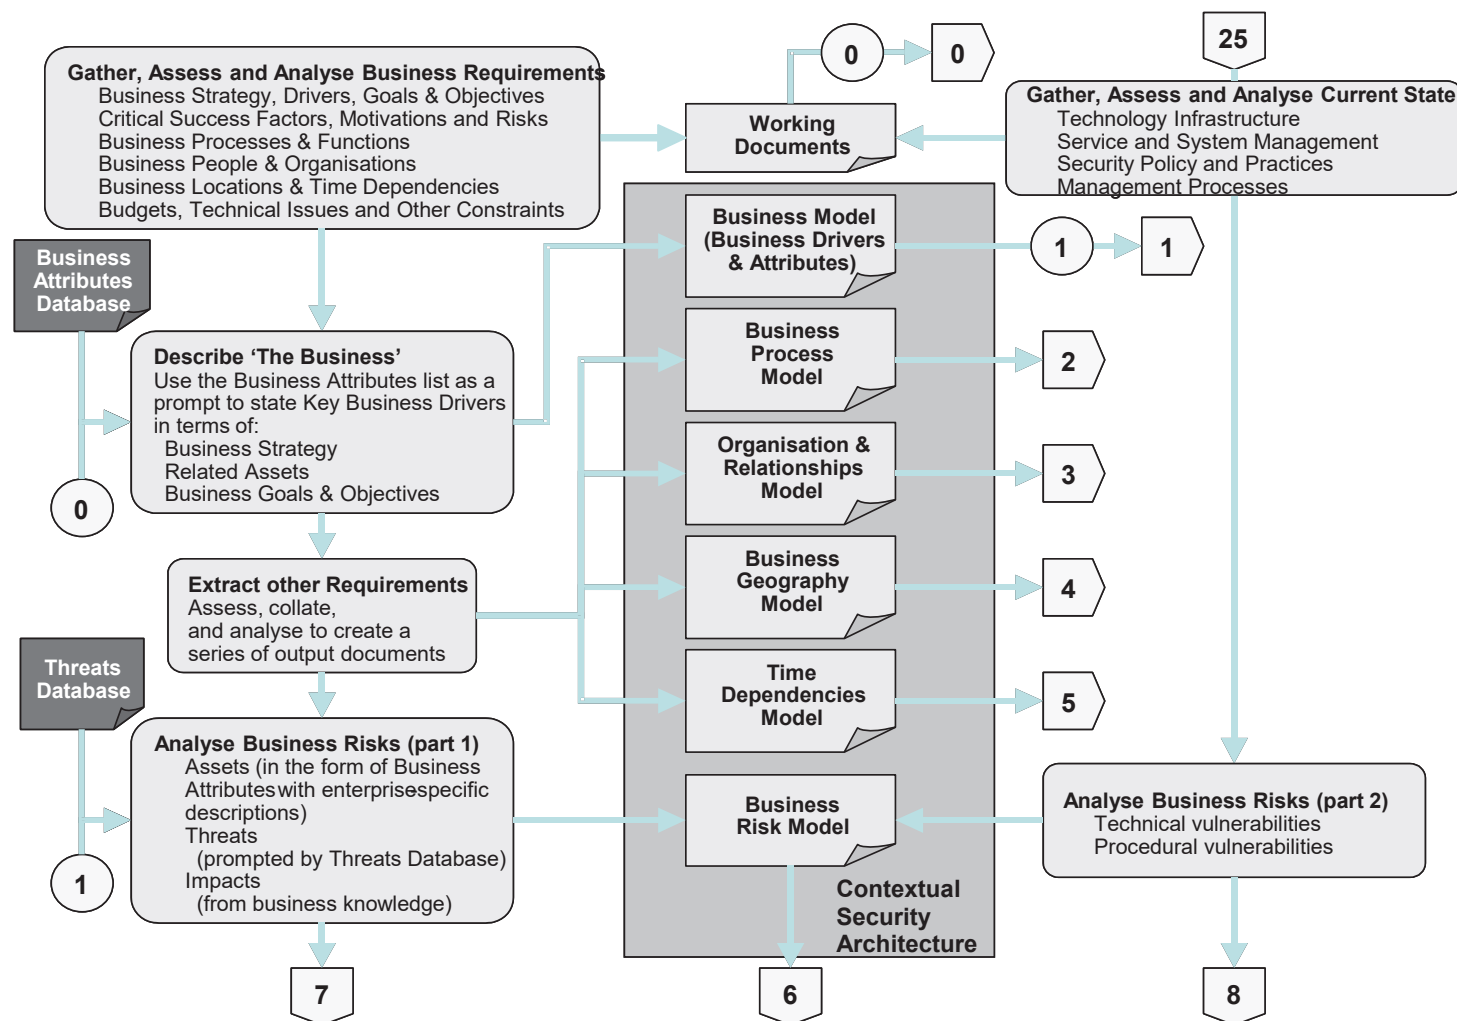 0
0
25
Gather, Assess and Analyse Business Requirements
Business Strategy, Drivers, Goals & Objectives
Critical Success Factors, Motivations and Risks
Business Processes & Functions
Business People & Organisations
Business Locations & Time Dependencies
Budgets, Technical Issues and Other Constraints
Working
Documents
Gather, Assess and Analyse Current State
Technology Infrastructure
Service and System Management
Security Policy and Practices
Management Processes
Business
Attributes
Database
Business Model
(Business Drivers
& Attributes)
1
1
Describe ‘The Business’
Use the Business Attributes list as a
prompt to state Key Business Drivers
in terms of:
Business Strategy
Related Assets
Business Goals & Objectives
0
Business
Process
Model
2
Organisation &
Relationships
Model
3
Extract other Requirements
Assess, collate,
and analyse to create a
series of output documents
Business
Geography
Model
4
Threats
Database
Time
Dependencies
Model
5
Analyse Business Risks (part 1)
Assets (in the form of Business
Attributes with enterprise-specific
descriptions)
Threats
(prompted by Threats Database)
Impacts
(from business knowledge)
1
Business
Risk Model
Analyse Business Risks (part 2)
Technical vulnerabilities
Procedural vulnerabilities
Contextual
Security
Architecture
7
6
8